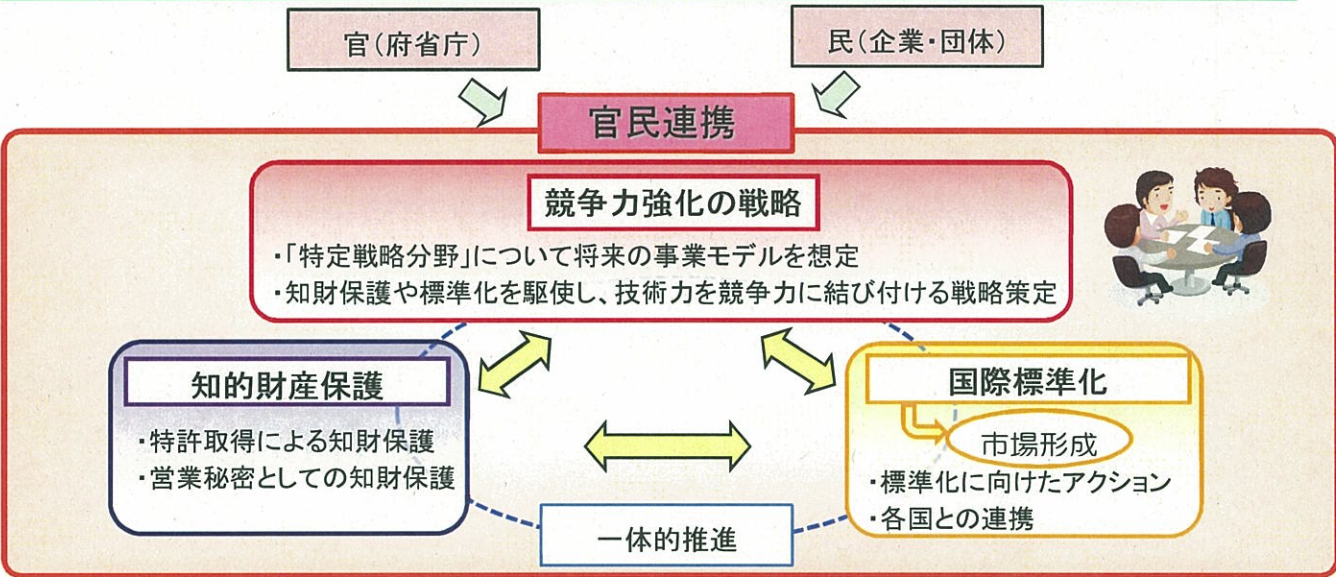 官(府省庁)
民(企業・団体)
官民連携
競争力強化の戦略
・「特定戦略分野」について将来の事業モデルを想定
・知財保護や標準化を駆使し、技術力を競争力に結び付ける戦略策定
知的財産保護
・特許取得による知財保護
・営業秘密としての知財保護
国際標準化
市場形成
・標準化に向けたアクション
・各国との連携
一体的推進